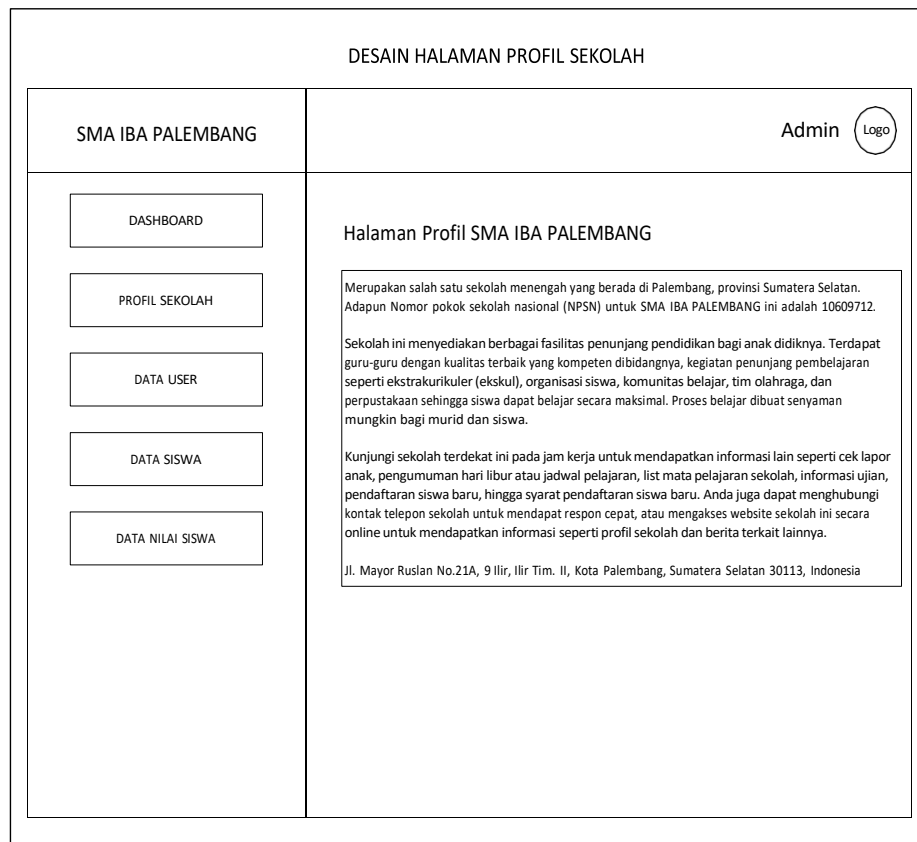 DESAIN HALAMAN PROFIL SEKOLAH
SMA IBA PALEMBANG
Admin
Logo
DASHBOARD
PROFIL SEKOLAH
DATA USER
DATA SISWA
DATA NILAI SISWA
Halaman Profil SMA IBA PALEMBANG
Merupakan salah satu sekolah menengah yang berada di Palembang, provinsi Sumatera Selatan.
Adapun Nomor pokok sekolah nasional (NPSN) untuk SMA IBA PALEMBANG ini adalah 10609712.
Sekolah ini menyediakan berbagai fasilitas penunjang pendidikan bagi anak didiknya. Terdapat
guru-guru dengan kualitas terbaik yang kompeten dibidangnya, kegiatan penunjang pembelajaran
seperti ekstrakurikuler (ekskul), organisasi siswa, komunitas belajar, tim olahraga, dan
perpustakaan sehingga siswa dapat belajar secara maksimal. Proses belajar dibuat senyaman
mungkin bagi murid dan siswa.
Kunjungi sekolah terdekat ini pada jam kerja untuk mendapatkan informasi lain seperti cek lapor
anak, pengumuman hari libur atau jadwal pelajaran, list mata pelajaran sekolah, informasi ujian,
pendaftaran siswa baru, hingga syarat pendaftaran siswa baru. Anda juga dapat menghubungi
kontak telepon sekolah untuk mendapat respon cepat, atau mengakses website sekolah ini secara
online untuk mendapatkan informasi seperti profil sekolah dan berita terkait lainnya.
Jl. Mayor Ruslan No.21A, 9 Ilir, Ilir Tim. II, Kota Palembang, Sumatera Selatan 30113, Indonesia